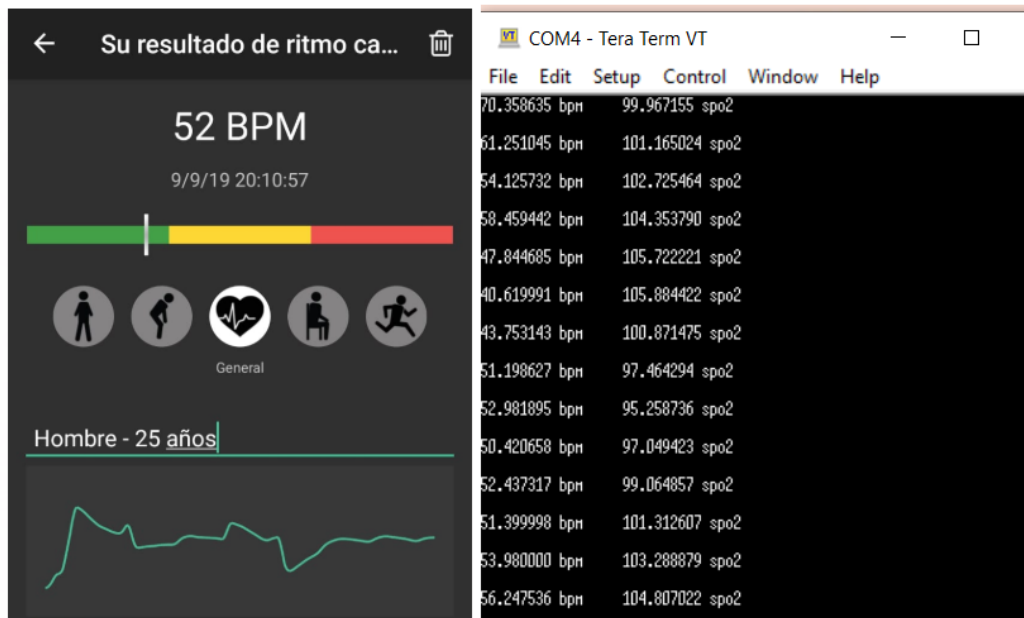 Su resultado de ritmo ca...
52 BPM
9/9/19 20:10:57
General
Hombre - 25 años
COM4 - Tera Term VT
File Edit Setup Control Window Help
70.358635 bpm 99.967155 spo2
61.251045 bpm 101.165024 spo2
54.125732 bpm 102.725464 spo2
58.459442 bpm 104.353790 spo2
47.844685 bpm 105.722221 spo2
40.619991 bpm 105.884422 spo2
43.753143 bpm 100.871475 spo2
51.198627 bpm 97.464294 spo2
52.981895 bpm 95.258736 spo2
50.420658 bpm 97.049423 spo2
52.437317 bpm 99.064857 spo2
51.399998 bpm 101.312607 spo2
53.980000 bpm 103.288879 spo2
56.247536 bpm 104.807022 spo2